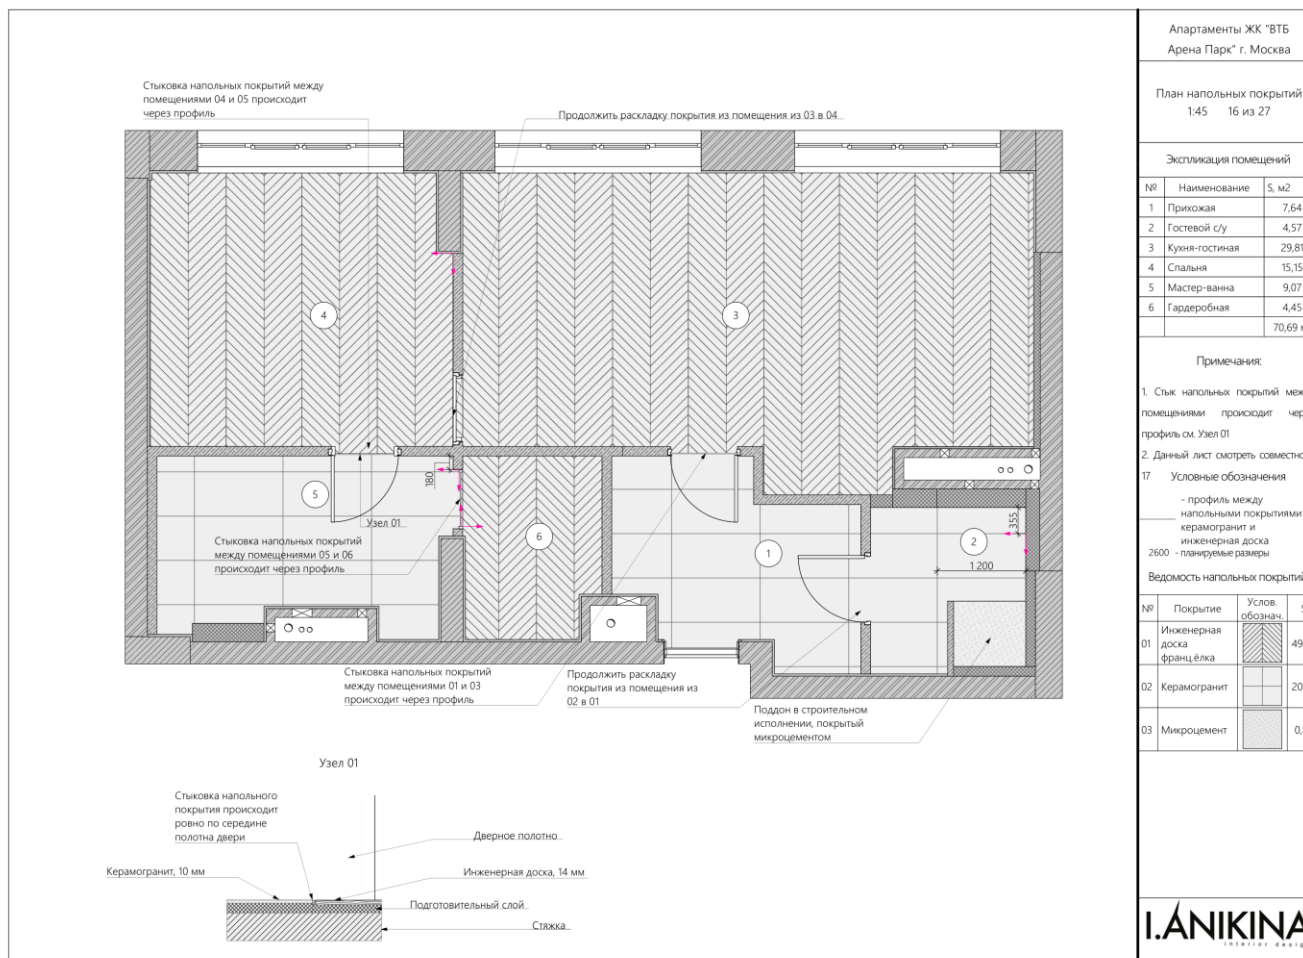 Апартаменты ЖК "ВТБ
Арена Парк" г. Москва
План напольных покрытий
1:45 16 из 27
Экспликация помещений
№ Наименование S, м2
1 Прихожая 7,64
2 Гостевой с/у 4,57
3 Кухня-гостиная 29,81
4 Спальня 15,15
5 Мастер-ванна 9,07
6 Гардеробная 4,45
70,69
Примечания:
1. Стык напольных покрытий
помещениями происходит
профиль см. Узел 01
2. Данный лист смотреть совместно
17 Условные обозначения
- профиль между
напольными покрытиями
керамогранит и
инженерная доска
2600 - планируемые размеры
Ведомость напольных покрытий
№ Покрытие Услов.
обознач.
01 Инженерная
доска
франц.ёлка
49
02 Керамогранит 20
03 Микроцемент 0,
I.ANIKINA
interior
Стыковка напольных покрытий между
помещениями 04 и 05 происходит
через профиль
Продолжить раскладку покрытия из помещения из 03 в 04
4
3
5
6
1
2
180
355
1 200
Узел 01
Стыковка напольных покрытий
между помещениями 05 и 06
происходит через профиль
Стыковка напольных покрытий
между помещениями 01 и 03
происходит через профиль
Продолжить раскладку
покрытия из помещения из
02 в 01
Поддон в строительном
исполнении, покрытый
микроцементом
Узел 01
Стыковка напольного
покрытия происходит
ровно по середине
полотна двери
Дверное полотно
Керамогранит, 10 мм
Инженерная доска, 14 мм
Подготовительный слой
Стяжка